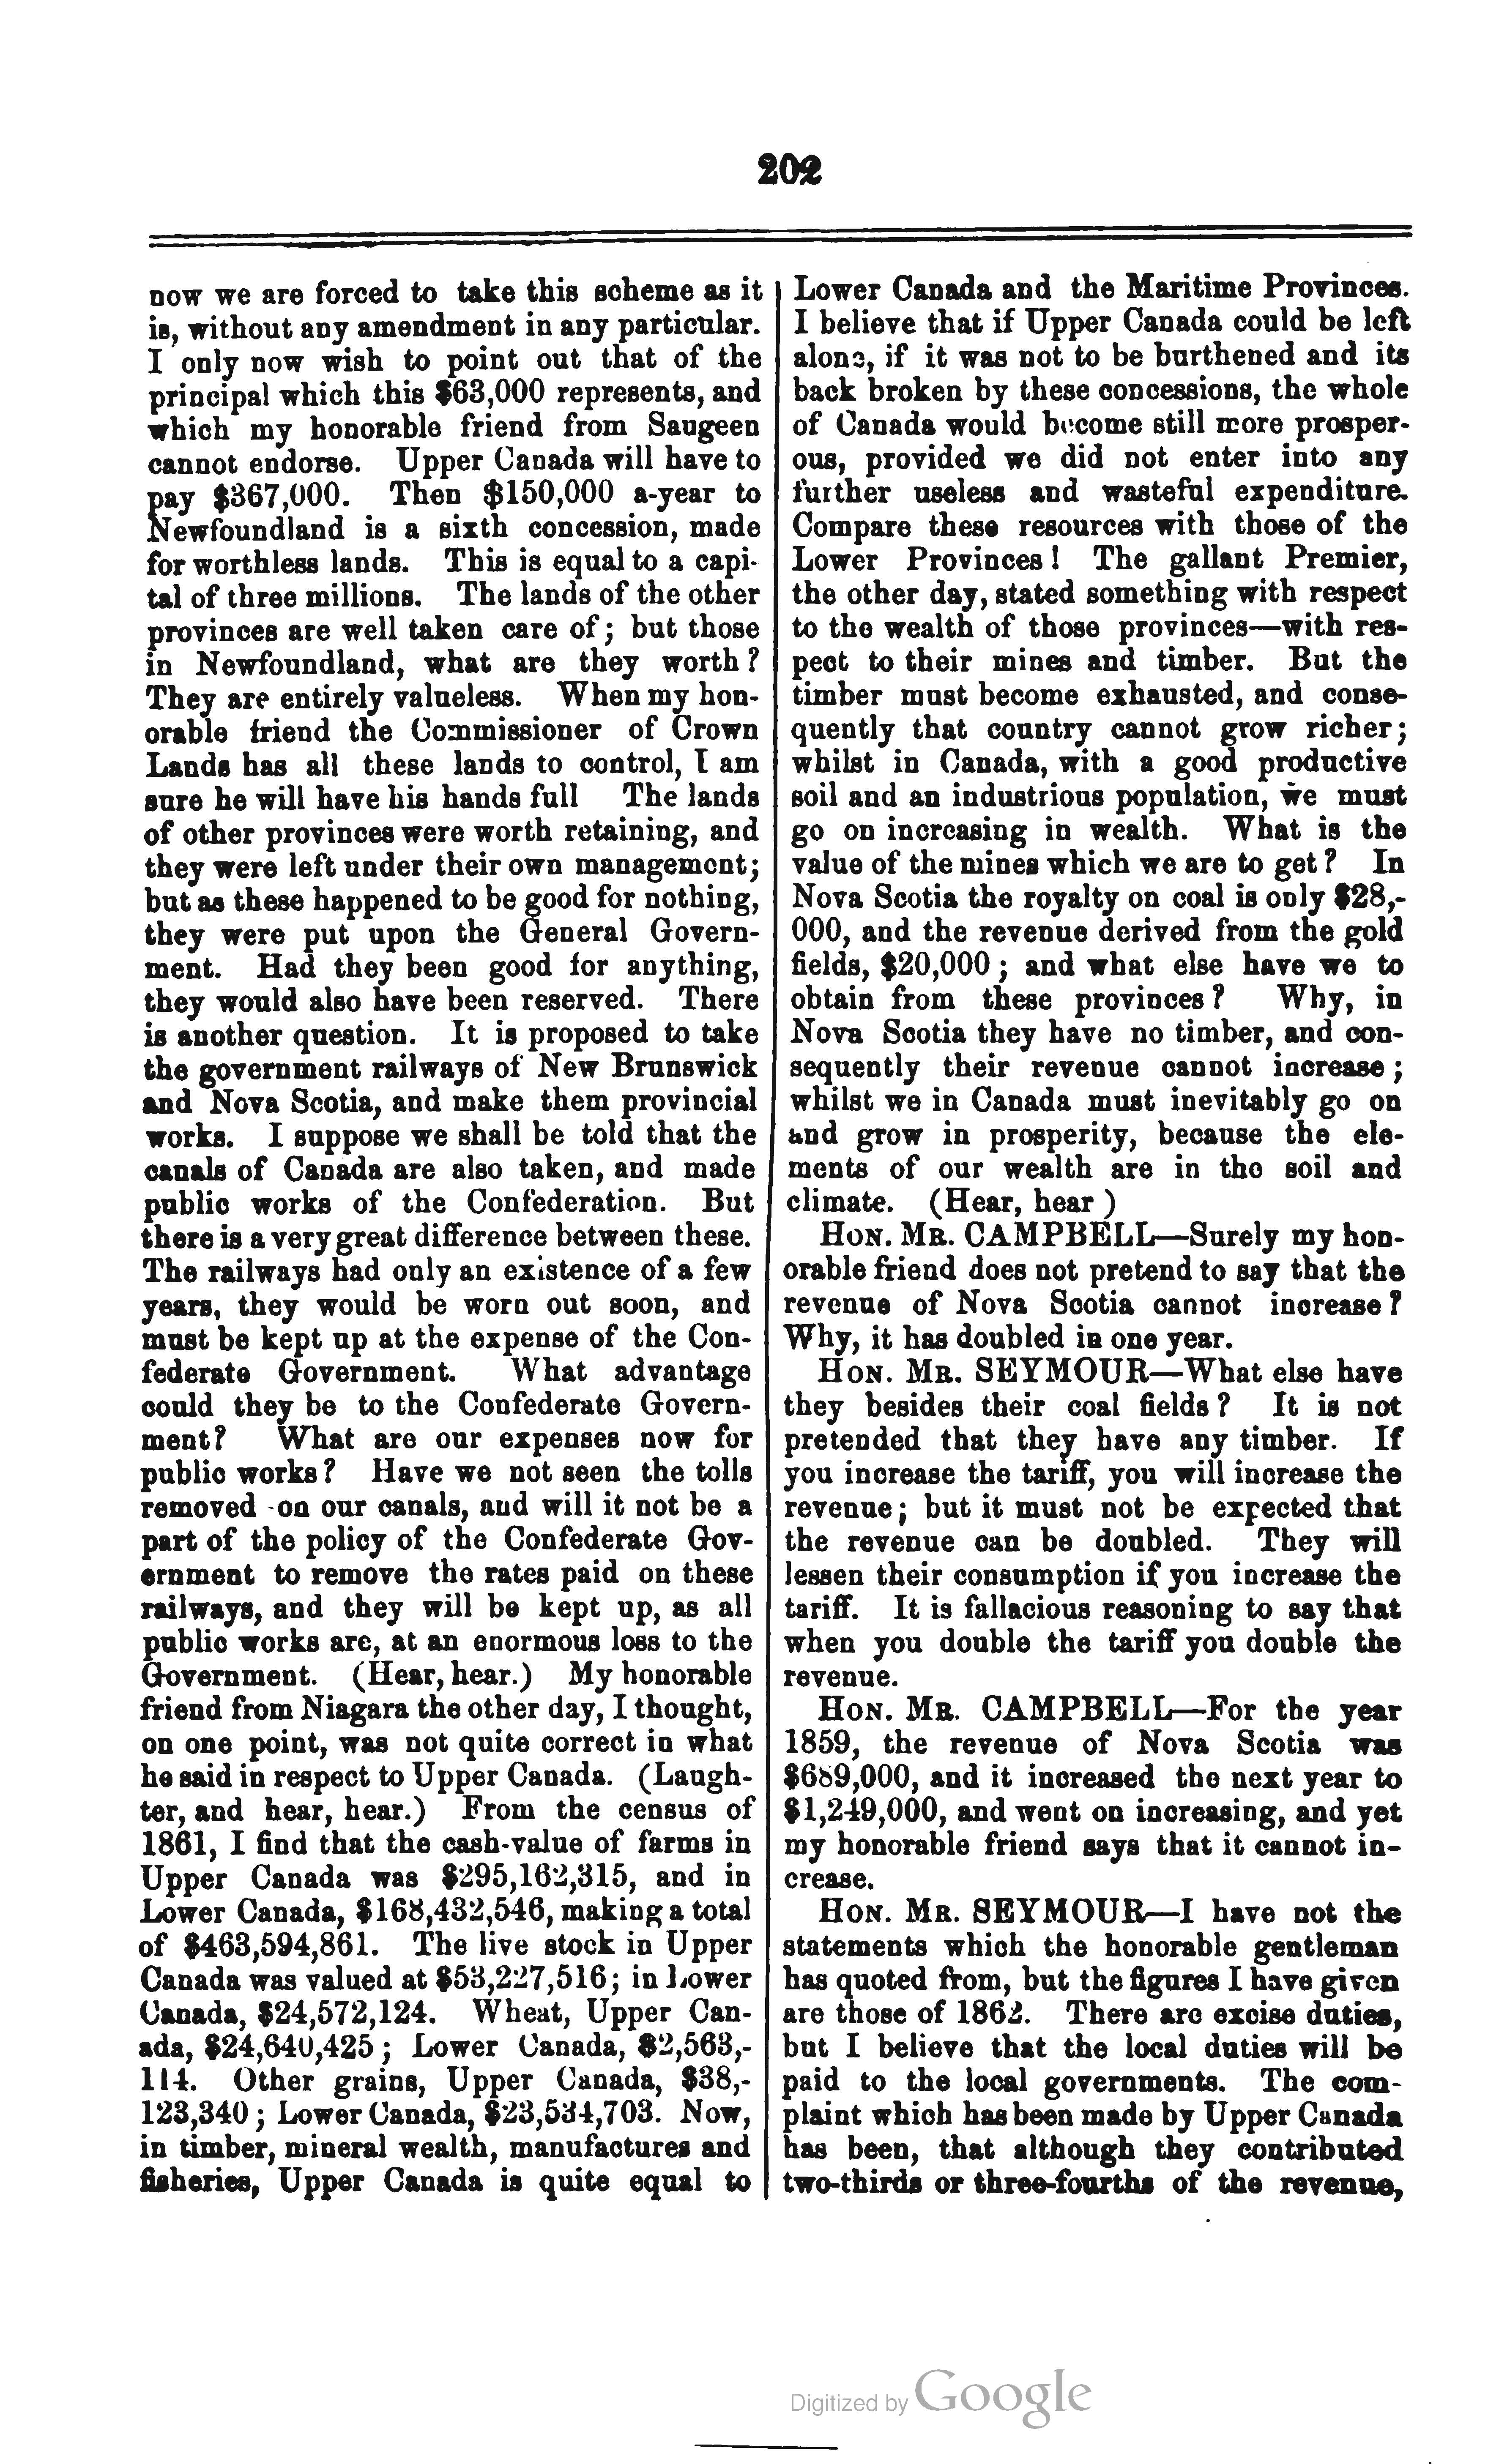 202
now we are forced to take this scheme as it
is, without any amendment in any particular.
I only now wish to point out that of the
principal which this $63,000 represents, and
which my honorable friend from Saugeen
cannot endorse. Upper Canada will have to
pay $367,000. Then $150,000 a-year to
Newfoundland is a sixth concession, made
for worthless lands. This is equal to a capi-
tal of three millions. The lands of the other
provinces are well taken care of; but those
in Newfoundland, what are they worth?
They are entirely valueless. When my hon-
orable friend the Commissioner of Crown
Lands has all these lands to control, I am
sure he will have his hands full The lands
of other provinces were worth retaining, and
they were left under their own management;
but as these happened to be good for nothing,
they were put upon the General Govern-
ment. Had they been good for anything,
they would also have been reserved. There
is another question. It is proposed to take
the government railways of New Brunswick
and Nova Scotia, and make them provincial
works. I suppose we shall be told that the
canals of Canada are also taken, and made
public works of the Confederation. But
there is a very great difference between these.
The railways had only an existence of a few
years, they would be worn out soon, and
must be kept up at the expense of the Con-
federate Government. What advantage
could they be to the Confederate Govern-
ment? What are our expenses now for
public works? Have we not seen the tolls
removed on our canals, and will it not be a
part of the policy of the Confederate Gov-
ernment to remove the rates paid on these
railways, and they will be kept up, as all
public works are, at an enormous loss to the
Government. (Hear, hear.) My honorable
friend from Niagara the other day, I thought,
on one point, was not quite correct in what
he said in respect to Upper Canada. (Laugh-
ter, and hear, hear.) From the census of
1861, I find that the cash-value of farms in
Upper Canada was $295,162,315, and in
Lower Canada, $168,432,546, making a total
of $463,594,861. The live stock in Upper
Canada was valued at $53,227,516; in Lower
Canada, $24,572,124. Wheat, Upper Can-
ada, $24,640,425; Lower Canada, $2,563,-
114. Other grains, Upper Canada, $38,-
123,340; Lower Canada, $23,534,703. Now,
in timber, mineral wealth, manufactures and
fisheries, Upper Canada is quite equal to
Lower Canada and the Maritime Provinces.
I believe that if Upper Canada could be left
alone, if it was not to be burthened and its
back broken by these concessions, the whole
of Canada would become still more prosper-
ous, provided we did not enter into any
further useless and wasteful expenditure.
Compare these resources with those of the
Lower Provinces! The gallant Premier,
the other day, stated something with respect
to the wealth of those provinces—with res-
pect to their mines and timber. But the
timber must become exhausted, and conse-
quently that country cannot grow richer;
whilst in Canada, with a good productive
soil and an industrious population, we must
go on increasing in wealth. What is the
value of the mines which we are to get? In
Nova Scotia the royalty on coal is only $28,-
000, and the revenue derived from the gold
fields, $20,000; and what else have we to
obtain from these provinces? Why, in
Nova Scotia they have no timber, and con-
sequently their revenue cannot increase;
whilst we in Canada must inevitably go on
and grow in prosperity, because the ele-
ments of our wealth are in the soil and
climate. (Hear, hear )
HON. MR. CAMPBELL—Surely my hon-
orable friend does not pretend to say that the
revenue of Nova Scotia cannot increase?
Why, it has doubled in one year.
HON. MR. SEYMOUR—What else have
they besides their coal fields? It is not
pretended that they have any timber. If
you increase the tariff, you will increase the
revenue; but it must not be expected that
the revenue can be doubled. They will
lessen their consumption if you increase the
tariff. It is fallacious reasoning to say that
when you double the tariff you double the
revenue.
HON. MR. CAMPBELL—For the year
1859, the revenue of Nova Scotia was
$689,000, and it increased the next year to
$1,249,000, and went on increasing, and yet
my honorable friend says that it cannot in-
crease.
HON. MR. SEYMOUR—I have not the
statements which the honorable gentleman
has quoted from, but the figures I have given
are those of 1862. There are excise duties,
but I believe that the local duties will be
paid to the local governments. The com-
plaint which has been made by Upper Canada
has been, that although they contributed
two-thirds or three-fourths of the revenue,
Digitized by Google